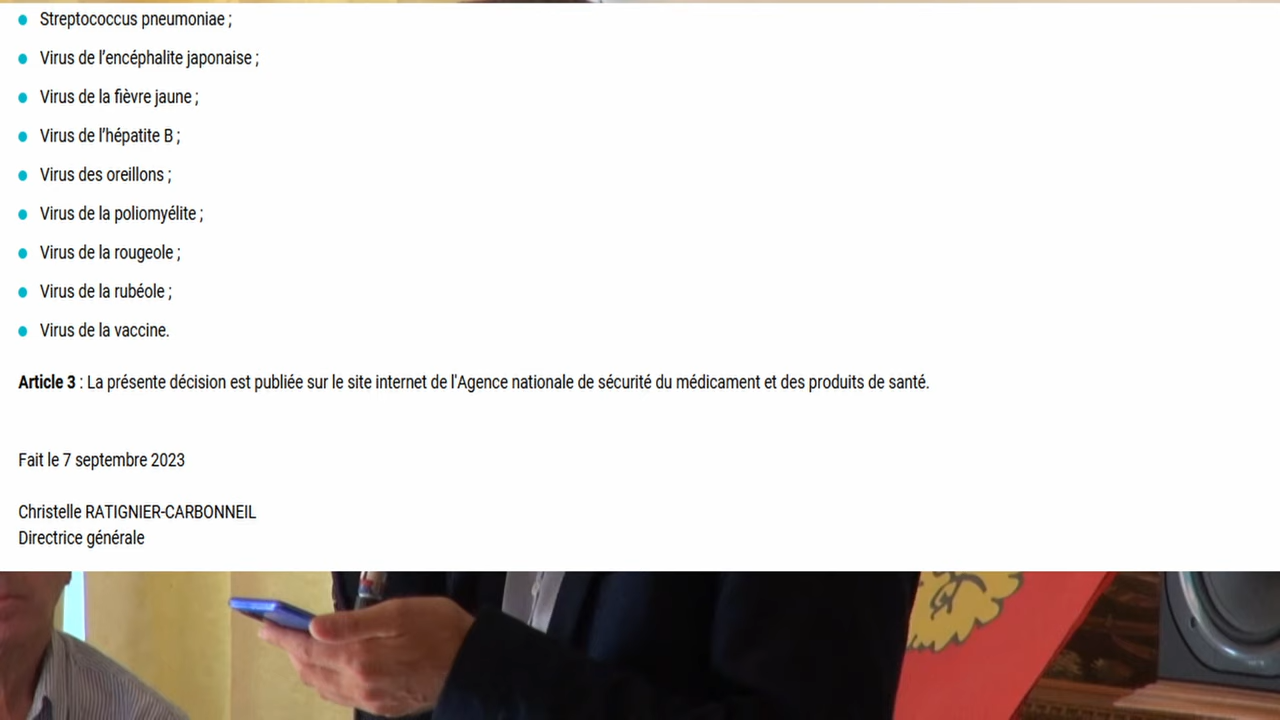 Streptococcus pneumoniae ;
Virus de l’encéphalite japonaise ;
Virus de la fièvre jaune ;
Virus de l’hépatite B ;
Virus des oreillons ;
Virus de la poliomyélite ;
Virus de la rougeole ;
Virus de la rubéole ;
Virus de la vaccine.
Article 3 : La présente décision est publiée sur le site internet de l'Agence nationale de sécurité du médicament et des produits de santé.
Fait le 7 septembre 2023
Christelle RATIGNIER-CARBONNEIL
Directrice générale